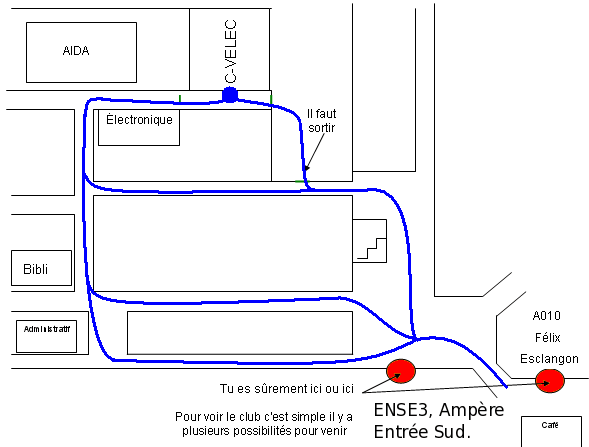 C-VELEC
AIDA
Électronique
Il faut
sortir
Bibli
Administratif
A010
Félix
Esclangon
Tu es sûrement ici ou ici
Pour voir le club c'est simple il y a
plusieurs possibilités pour venir
ENSE3, Ampère
Entrée Sud.
Café